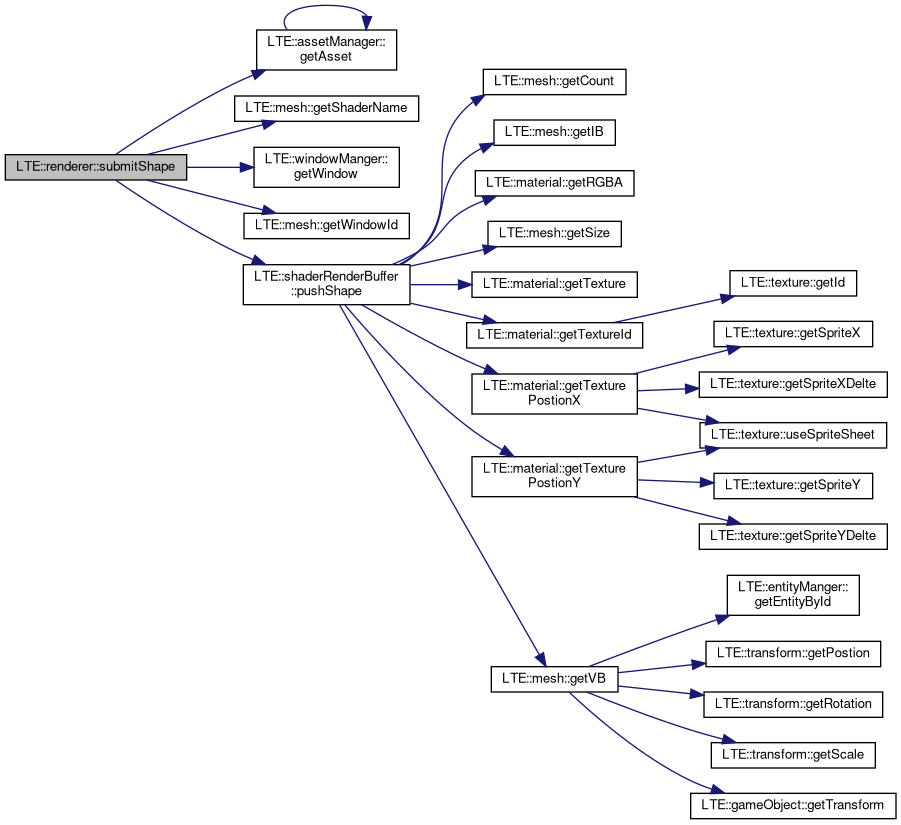 LTE::renderer::submitShape
LTE::assetManager::
getAsset
LTE::mesh::getShaderName
LTE::windowManger::
getWindow
LTE::mesh::getWindowId
LTE::shaderRenderBuffer
::pushShape
LTE::mesh::getCount
LTE::mesh::getIB
LTE::material::getRGBA
LTE::mesh::getSize
LTE::material::getTexture
LTE::material::getTextureId
LTE::material::getTexture
PostionX
LTE::material::getTexture
PostionY
LTE::mesh::getVB
LTE::texture::getId
LTE::texture::getSpriteX
LTE::texture::getSpriteXDelte
LTE::texture::useSpriteSheet
LTE::texture::getSpriteY
LTE::texture::getSpriteYDelte
LTE::entityManger::
getEntityById
LTE::transform::getPostion
LTE::transform::getRotation
LTE::transform::getScale
LTE::gameObject::getTransform